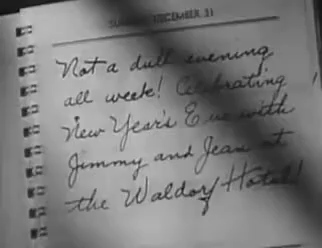 DECEMBER 31
Not a dull evening
all week! Celebrating
New Year's Eve with
Jimmy and Jean at
the Waldorf Hotel!